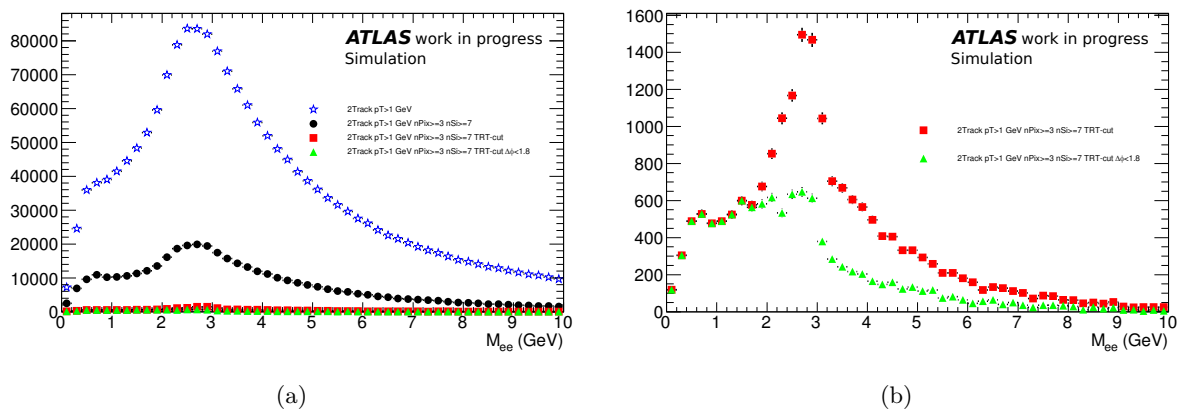 80000
70000
60000
50000
40000
30000
20000
10000
0
0 1 2 3 4 5 6 7 8 9 10
M_ee (GeV)
ATLAS work in progress
Simulation
2Track pT>1 GeV
2Track pT>1 GeV nPix>=3 nSi>=7
2Track pT>1 GeV nPix>=3 nSi>=7 TRT-cut
2Track pT>1 GeV nPix>=3 nSi>=7 TRT-cut Δϕ<1.8
(a)
1600
1400
1200
1000
800
600
400
200
0
0 1 2 3 4 5 6 7 8 9 10
M_ee (GeV)
ATLAS work in progress
Simulation
2Track pT>1 GeV nPix>=3 nSi>=7 TRT-cut
2Track pT>1 GeV nPix>=3 nSi>=7 TRT-cut Δϕ<1.8
(b)